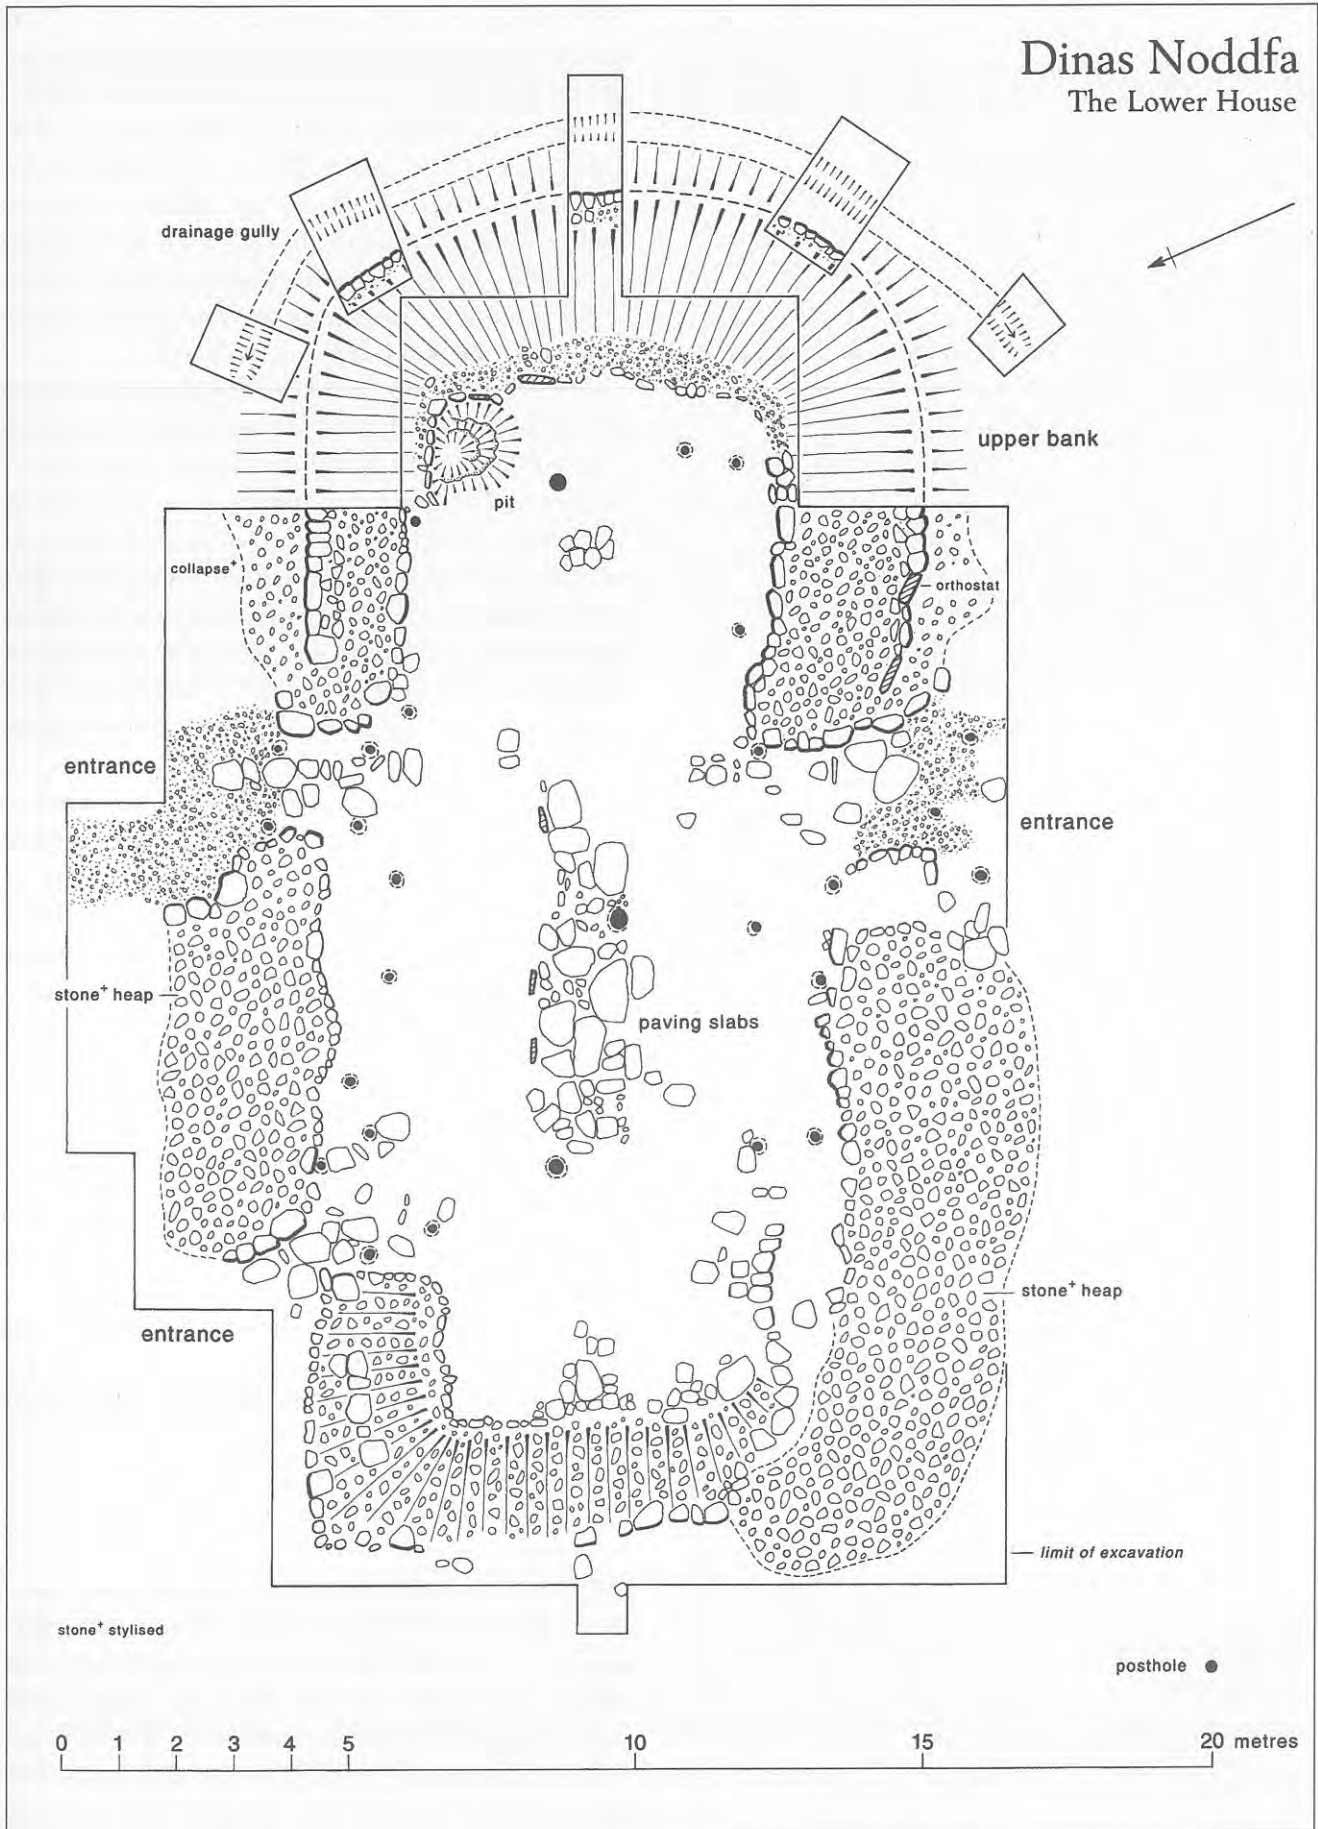 Dinas Noddfa
The Lower House
drainage gully
upper bank
pit
collapse+
orthostat
entrance
entrance
stone+ heap
paving slabs
stone+ heap
entrance
limit of excavation
stone+ stylised
posthole
0 1 2 3 4 5 10 15 20 metres